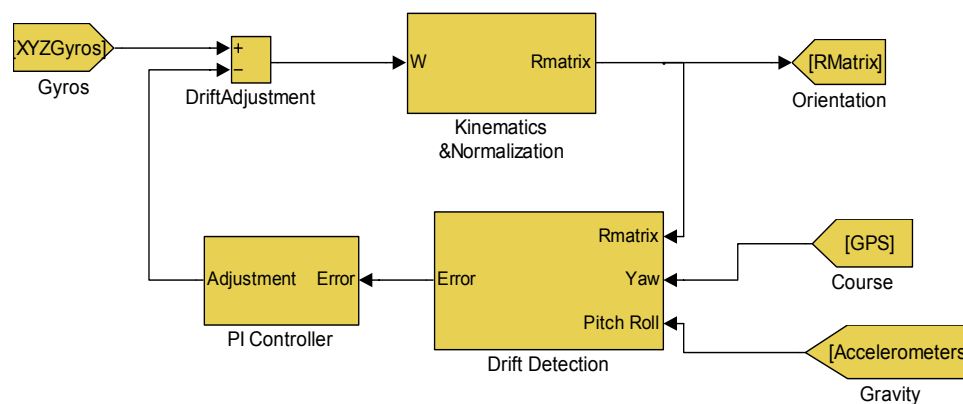 [XYZGyros]
Gyros
+
−
DriftAdjustment
W
Rmatrix
Kinematics
&Normalization
[RMatrix]
Orientation
Adjustment
Error
PI Controller
Error
Rmatrix
Yaw
Pitch Roll
Drift Detection
[GPS]
Course
[Accelerometers
Gravity